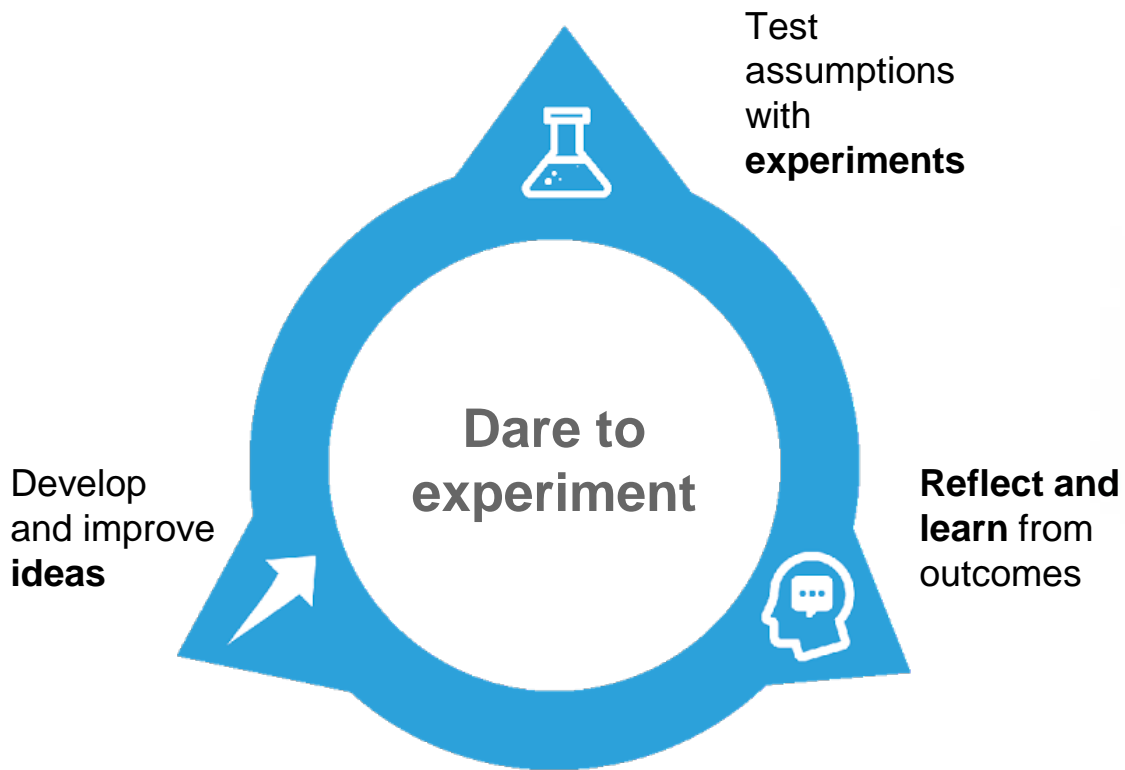 Test
assumptions
with
experiments
Dare to
experiment
Develop
and improve
ideas
Reflect and
learn from
outcomes